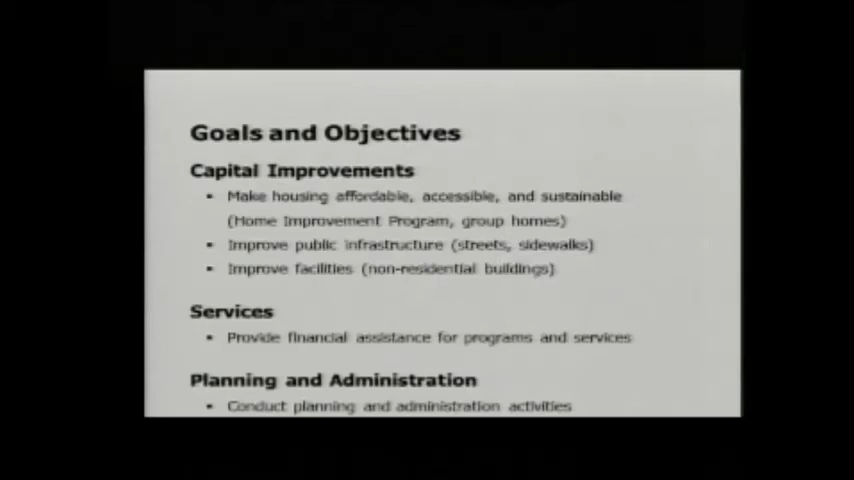 Goals and Objectives
Capital Improvements
▪ Make housing affordable, accessible, and sustainable
(Home Improvement Program, group homes)
▪ Improve public infrastructure (streets, sidewalks)
▪ Improve facilities (non-residential buildings)
Services
▪ Provide financial assistance for programs and services
Planning and Administration
▪ Conduct planning and administration activities